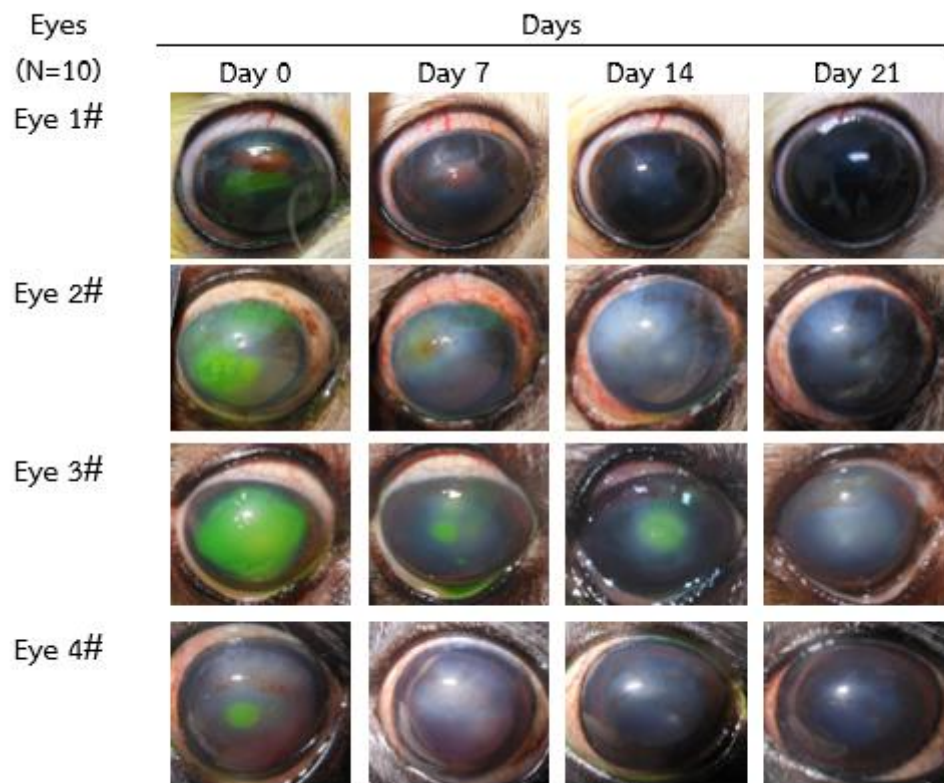 Eyes
Days
(N=10)
Day 0
Day 7
Day 14
Day 21
Eye 1#
Eye 2#
Eye 3#
Eye 4#